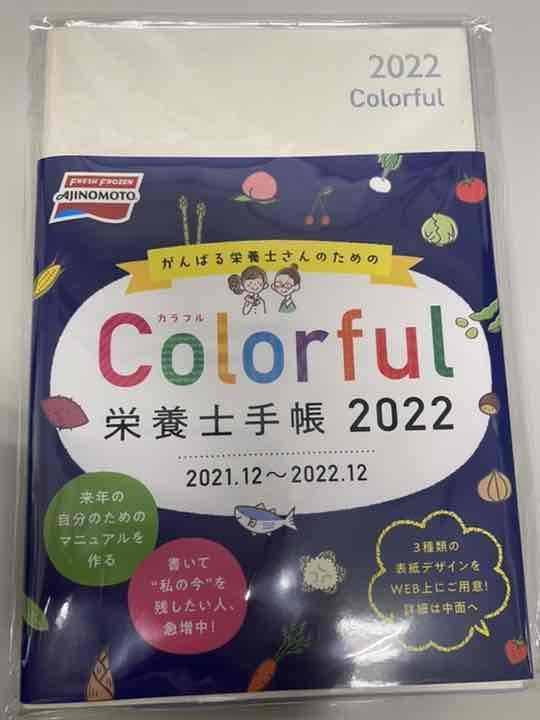 2022
Colorful
FRESH FROZEN
AJINOMOTO
がんばる栄養士さんのための
カラフル
Colorful
栄養士手帳 2022
2021.12～2022.12
来年の
自分のための
マニュアルを
作る
書いて
“私の今”を
残したい人、
急増中!
3種類の
表紙デザインを
WEB上にご用意!
詳細は中面へ